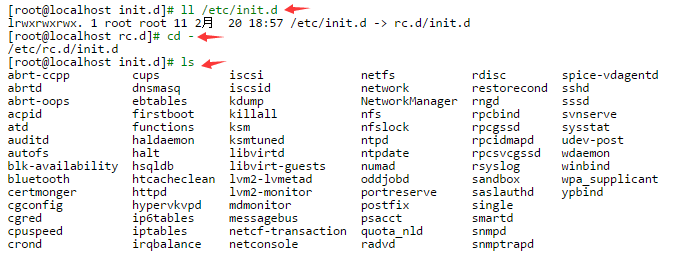 [root@localhost init.d]# ll /etc/init.d
lrwxrwxrwx. 1 root root 11 2月  20 18:57 /etc/init.d -> rc.d/init.d
[root@localhost rc.d]# cd -
/etc/rc.d/init.d
[root@localhost init.d]# ls
abrt-ccpp cups iscsi netfs rdisc spice-vdagentd
abrtd dnsmasq iscsid network restorecond sshd
abrt-oops ebtables kdump NetworkManager rngd sssd
acpid firstboot killall nfs rpcbind svnserve
atd functions ksm nfslock rpcgssd sysstat
auditd haldaemon ksmtuned ntpd rpcidmapd udev-post
autofs halt libvirtd ntpdate rpcsvcgssd wdaemon
blk-availability hsqldb libvirt-guests numad rsyslog winbind
bluetooth htcacheclean lvm2-lvmetad oddjobd sandbox wpa_supplicant
certmonger httpd lvm2-monitor portreserve saslauthd ypbind
cgconfig hypervkvpd mdmonitor postfix single
cgred ip6tables messagebus psacct smartd
cpuspeed iptables netcf-transaction quota_nld snmpd
crond irqbalance netconsole radvd snmptrapd